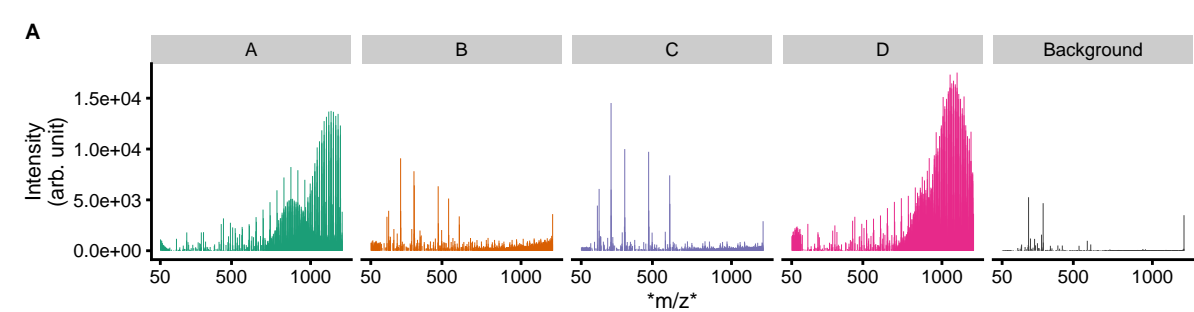 A
A B C D Background
Intensity
(arb. unit)
1.5e+04
1.0e+04
5.0e+03
0.0e+00
50 500 1000 50 500 1000 50 500 1000 50 500 1000 50 500 1000
*m/z*